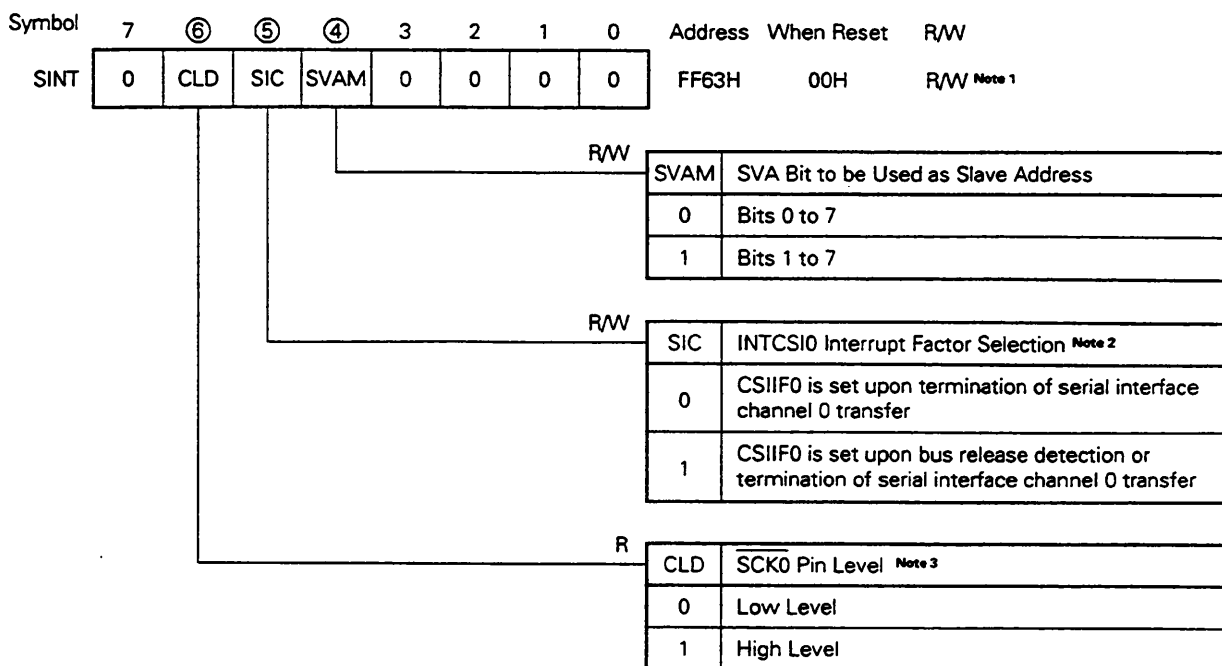 Symbol 7 ⑥ ⑤ ④ 3 2 1 0 Address When Reset R/W
SINT 0 CLD SIC SVAM 0 0 0 0 FF63H 00H R/W Note 1
R/W
SVAM SVA Bit to be Used as Slave Address
0 Bits 0 to 7
1 Bits 1 to 7
R/W
SIC INTCSI0 Interrupt Factor Selection Note 2
0 CSIIF0 is set upon termination of serial interface
channel 0 transfer
1 CSIIF0 is set upon bus release detection or
termination of serial interface channel 0 transfer
R
CLD SCK0 Pin Level Note 3
0 Low Level
1 High Level